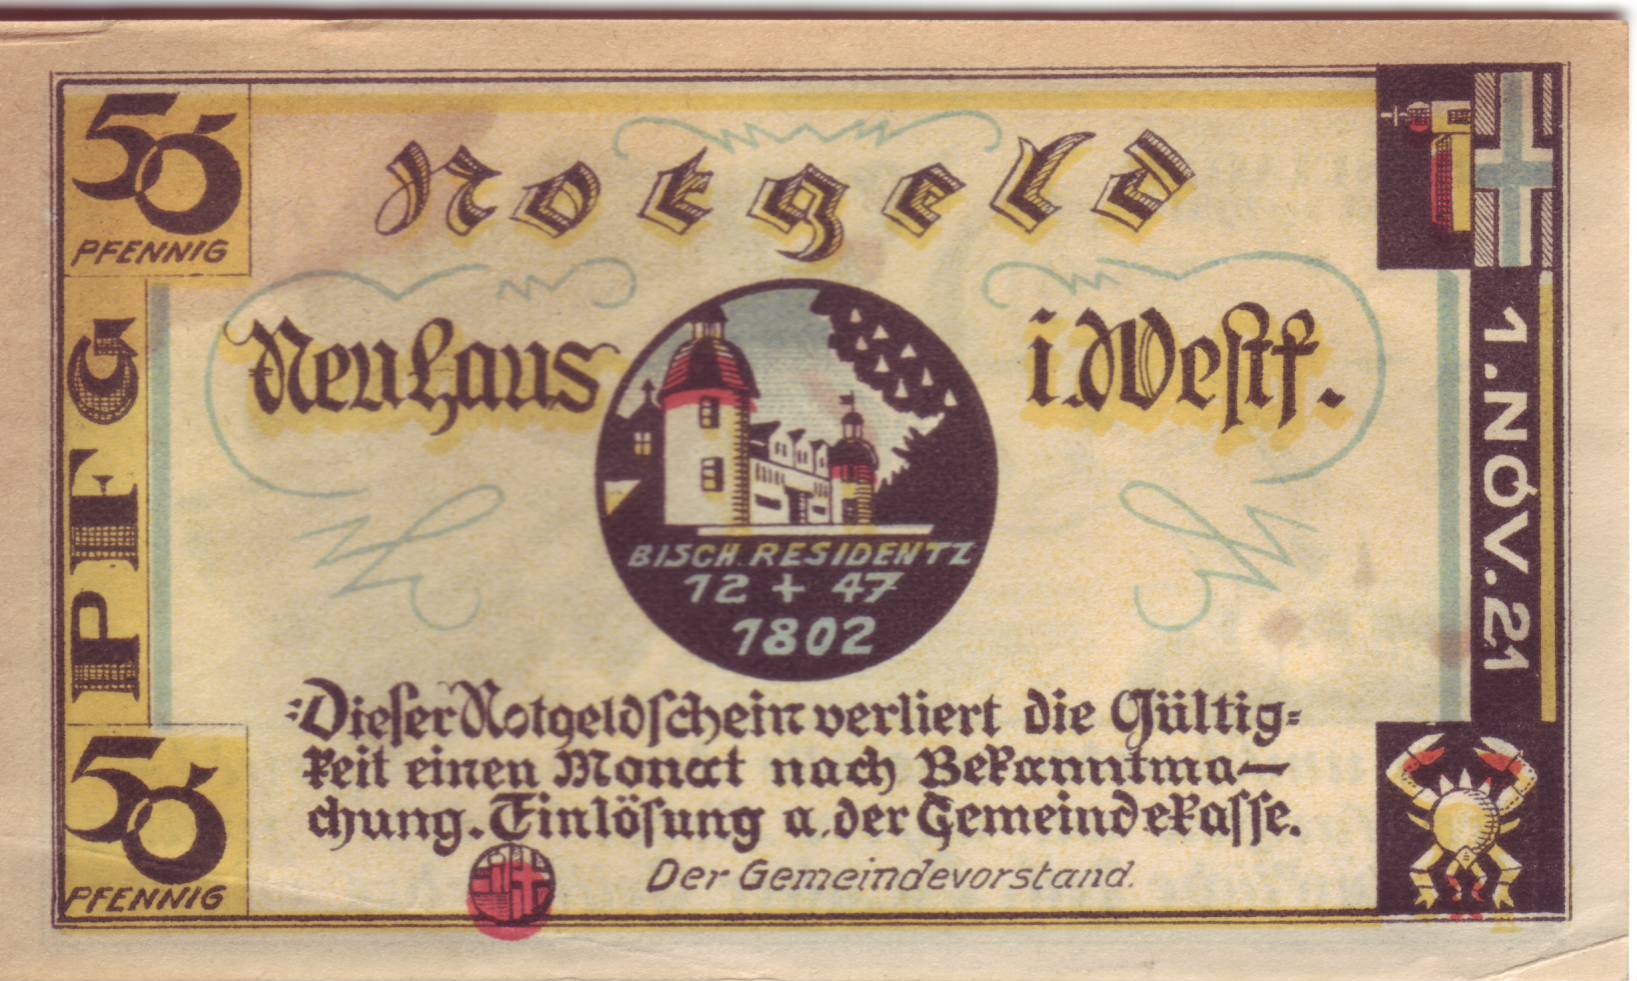 50
PFENNIG
Notgeld
Neuhaus i. Westf.
PFG
1. NOV. 21
BISCH. RESIDENTZ
12 + 47
1802
Dieser Notgeldschein verliert die Gültig=
keit einen Monat nach Bekanntma—
chung. Einlösung a. der Gemeindekasse.
Der Gemeindevorstand.
50
PFENNIG